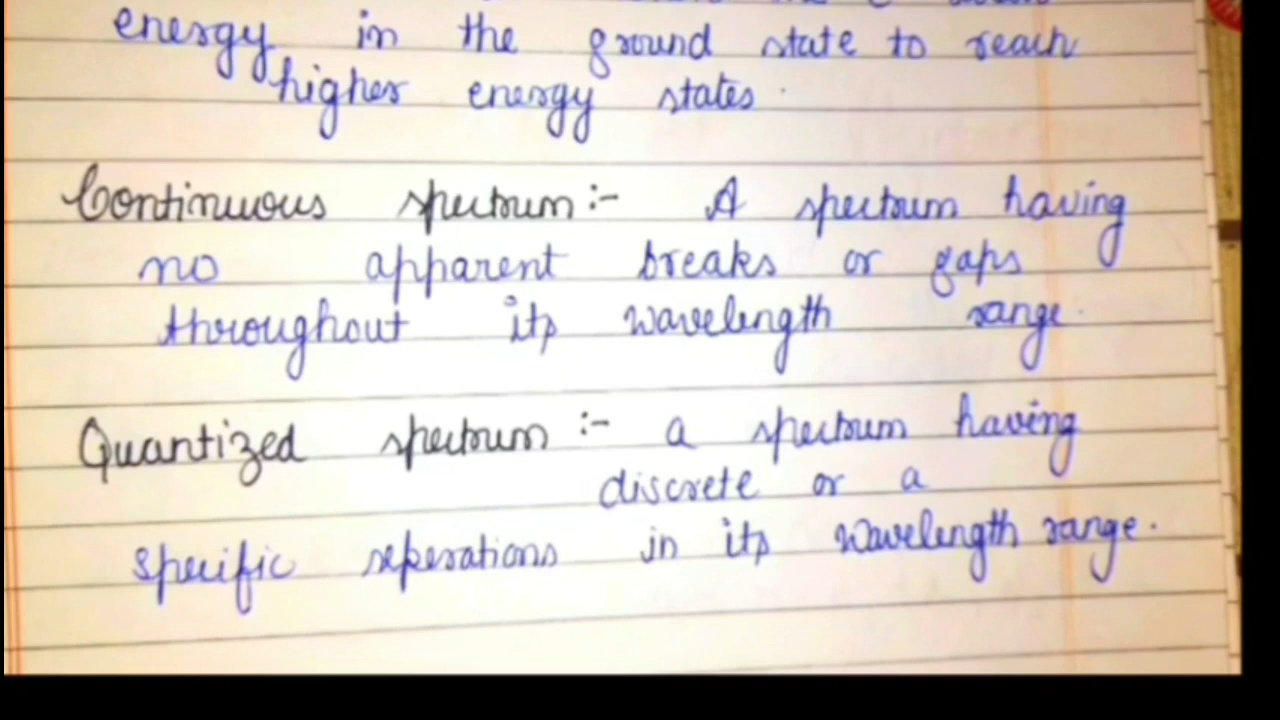 energy in the ground state to reach
higher energy states.
Continuous spectrum :- A spectrum having
no apparent breaks or gaps
throughout its wavelength range.
Quantized spectrum :- a spectrum having
discrete or a
specific seperations in its wavelength range.